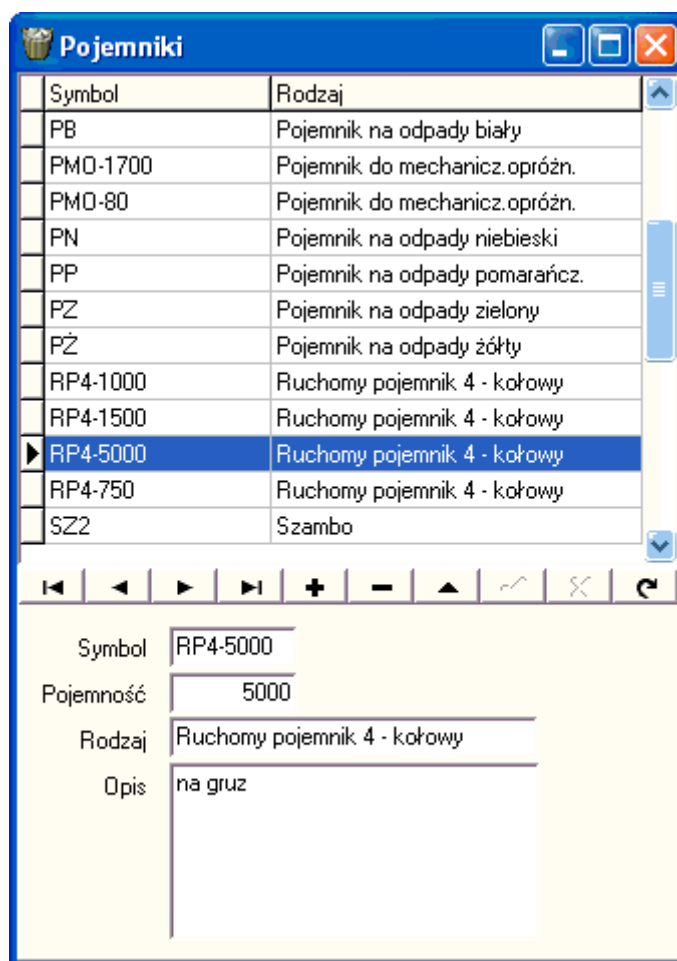 Pojemniki
Symbol Rodzaj
PB Pojemnik na odpady biały
PMO-1700 Pojemnik do mechanicz.opróżn.
PMO-80 Pojemnik do mechanicz.opróżn.
PN Pojemnik na odpady niebieski
PP Pojemnik na odpady pomarańcz.
PZ Pojemnik na odpady zielony
PŻ Pojemnik na odpady żółty
RP4-1000 Ruchomy pojemnik 4 - kołowy
RP4-1500 Ruchomy pojemnik 4 - kołowy
RP4-5000 Ruchomy pojemnik 4 - kołowy
RP4-750 Ruchomy pojemnik 4 - kołowy
SZ2 Szambo
Symbol RP4-5000
Pojemność 5000
Rodzaj Ruchomy pojemnik 4 - kołowy
Opis na gruz